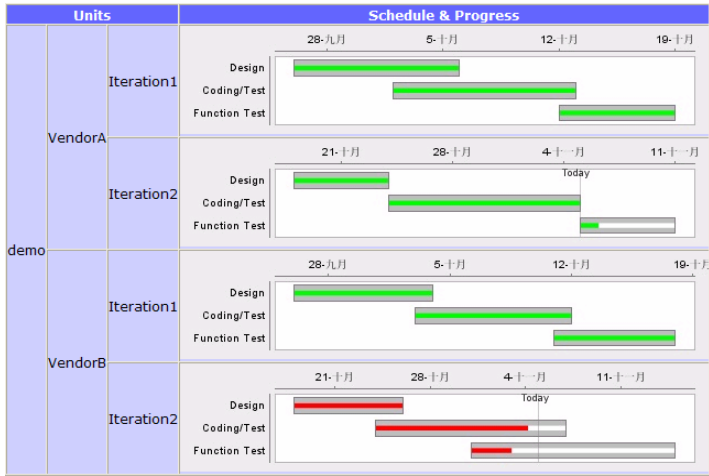 Units Schedule & Progress
demo
VendorA
Iteration1
28-九月 5-十月 12-十月 19-十月
Design
Coding/Test
Function Test
Iteration2
21-十月 28-十月 4-十一月 11-十一月
Today
Design
Coding/Test
Function Test
VendorB
Iteration1
28-九月 5-十月 12-十月 19-十月
Design
Coding/Test
Function Test
Iteration2
21-十月 28-十月 4-十一月 11-十一月
Today
Design
Coding/Test
Function Test